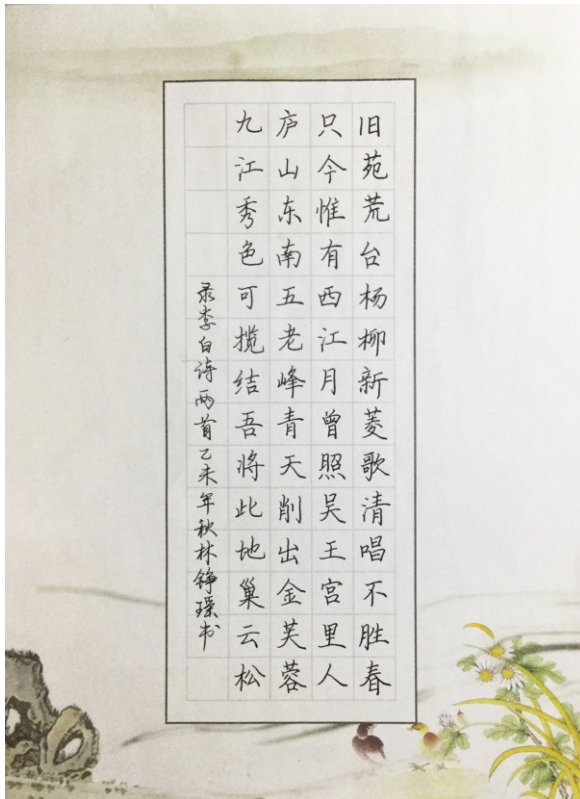 旧苑荒台杨柳新菱歌清唱不胜春
只今惟有西江月曾照吴王宫里人
庐山东南五老峰青天削出金芙蓉
九江秀色可揽结吾将此地巢云松
录李白诗两首乙未年秋林铮璟书